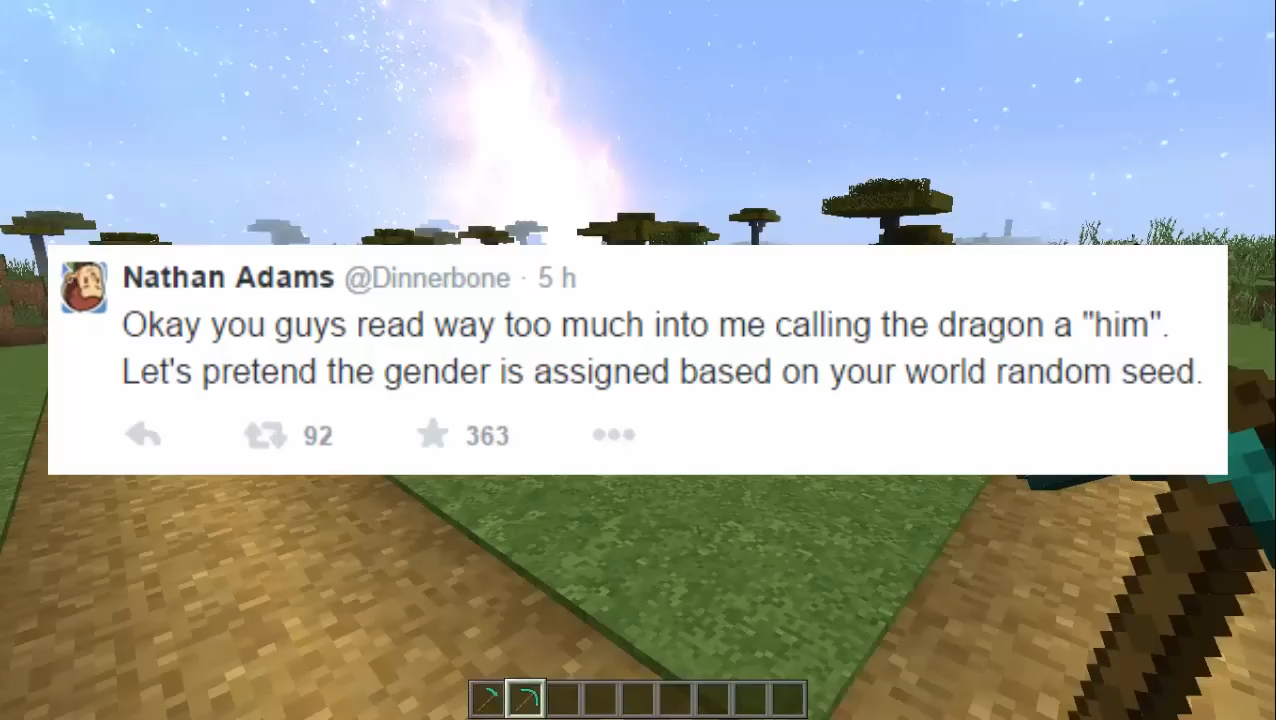 Nathan Adams @Dinnerbone · 5 h
Okay you guys read way too much into me calling the dragon a "him".
Let's pretend the gender is assigned based on your world random seed.
92 363